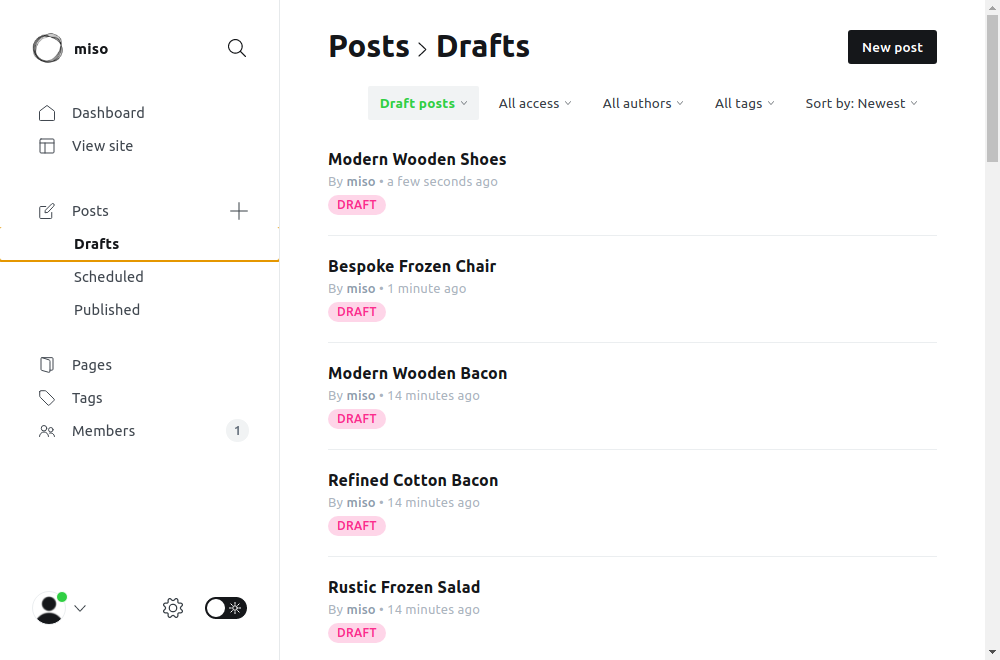 miso
Dashboard
View site
Posts
Drafts
Scheduled
Published
Pages
Tags
Members 1
Posts > Drafts
New post
Draft posts All access All authors All tags Sort by: Newest
Modern Wooden Shoes
By miso • a few seconds ago
DRAFT
Bespoke Frozen Chair
By miso • 1 minute ago
DRAFT
Modern Wooden Bacon
By miso • 14 minutes ago
DRAFT
Refined Cotton Bacon
By miso • 14 minutes ago
DRAFT
Rustic Frozen Salad
By miso • 14 minutes ago
DRAFT